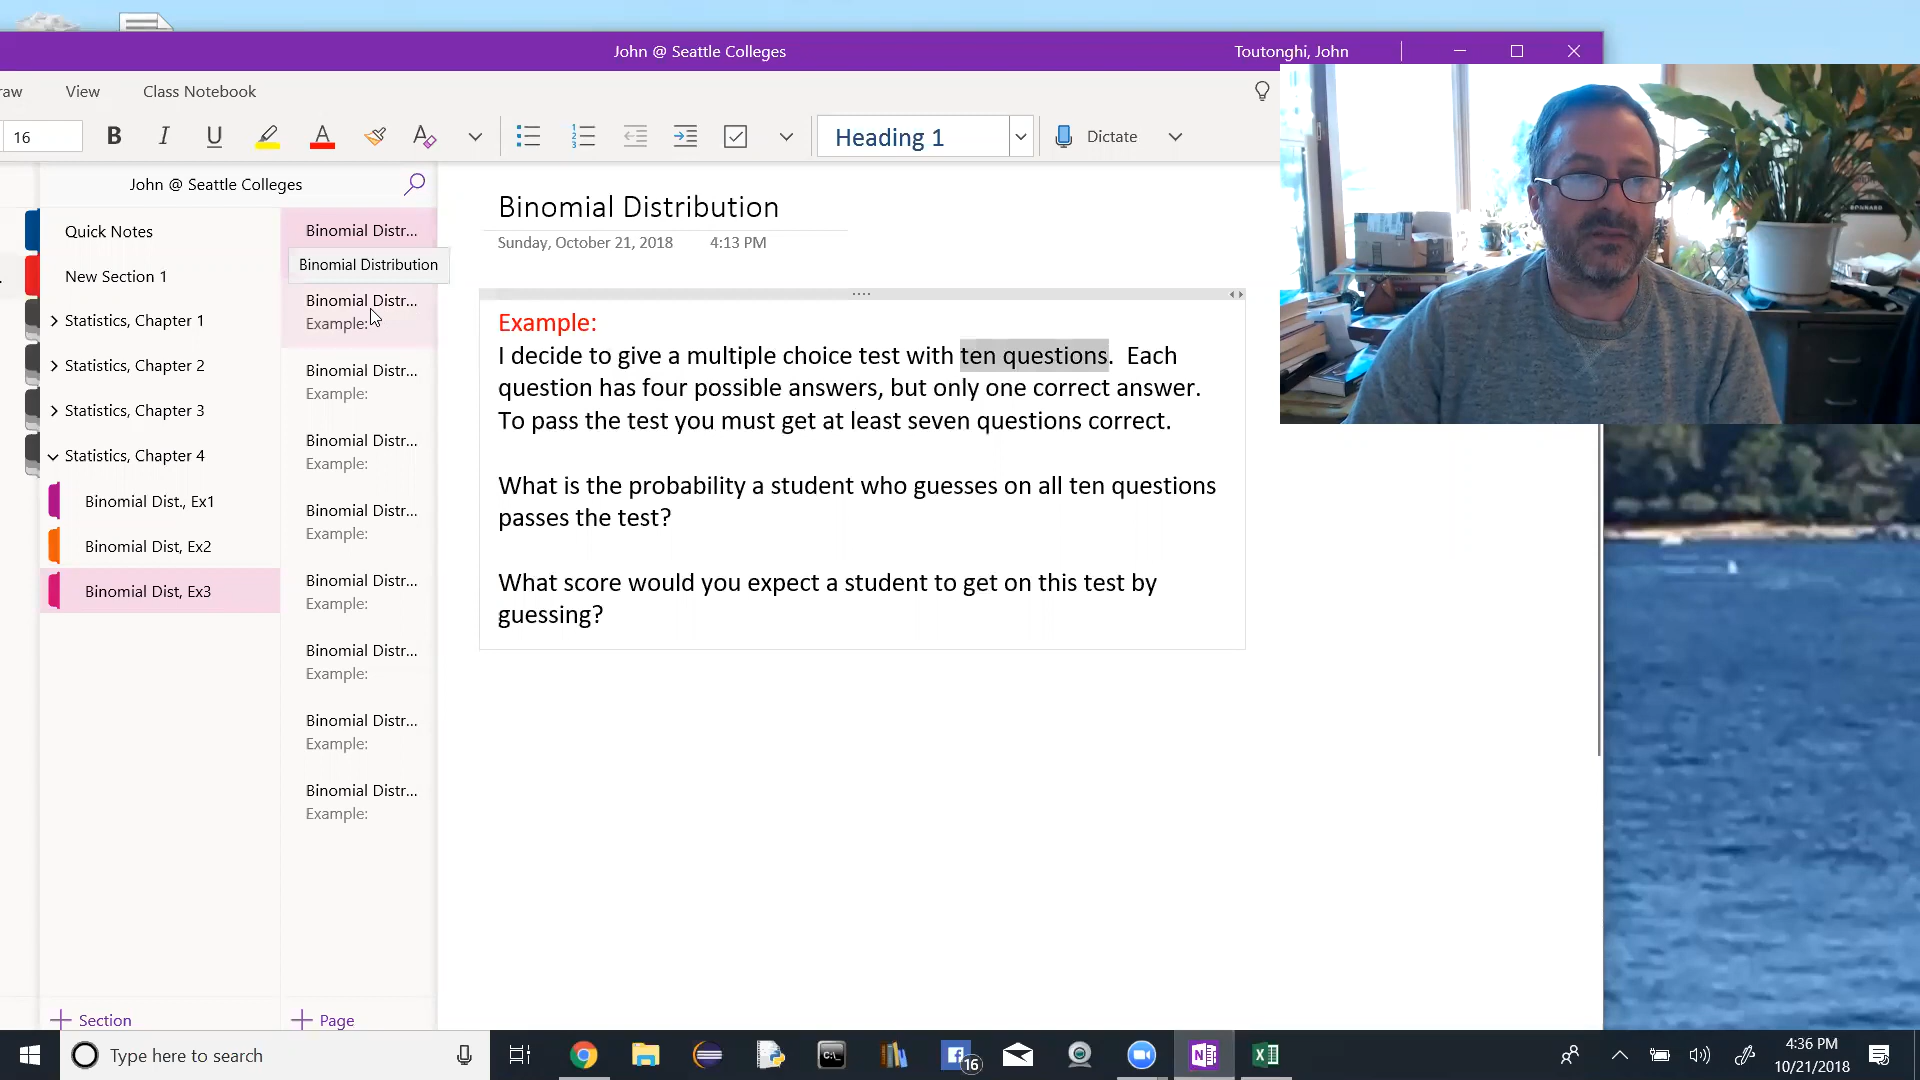 John @ Seattle Colleges
Toutonghi, John
raw
View
Class Notebook
16
B
I
U
A
A
Heading 1
Dictate
John @ Seattle Colleges
Quick Notes
New Section 1
Statistics, Chapter 1
Statistics, Chapter 2
Statistics, Chapter 3
Statistics, Chapter 4
Binomial Dist., Ex1
Binomial Dist, Ex2
Binomial Dist, Ex3
Section
Binomial Distr...
Binomial Distribution
Binomial Distr...
Example:
Binomial Distr...
Example:
Binomial Distr...
Example:
Binomial Distr...
Example:
Binomial Distr...
Example:
Binomial Distr...
Example:
Binomial Distr...
Example:
Binomial Distr...
Example:
Page
Binomial Distribution
Sunday, October 21, 2018 4:13 PM
Example:
I decide to give a multiple choice test with ten questions. Each
question has four possible answers, but only one correct answer.
To pass the test you must get at least seven questions correct.
What is the probability a student who guesses on all ten questions
passes the test?
What score would you expect a student to get on this test by
guessing?
Type here to search
16
4:36 PM
10/21/2018